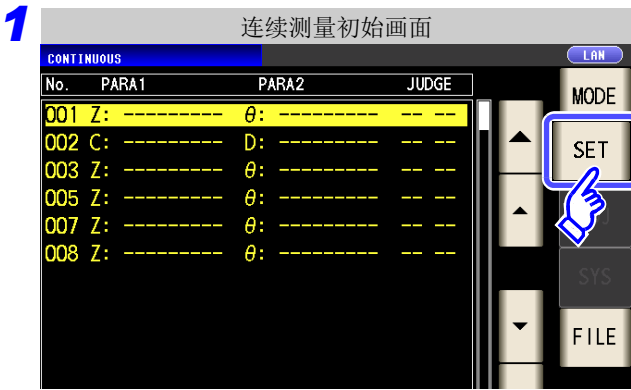 1 连续测量初始画面
CONTINUOUS LAN
No. PARA1 PARA2 JUDGE
001 Z: --------- θ: --------- -- --
002 C: --------- D: --------- -- --
003 Z: --------- θ: --------- -- --
005 Z: --------- θ: --------- -- --
007 Z: --------- θ: --------- -- --
008 Z: --------- θ: --------- -- --
MODE
SET
SYS
FILE